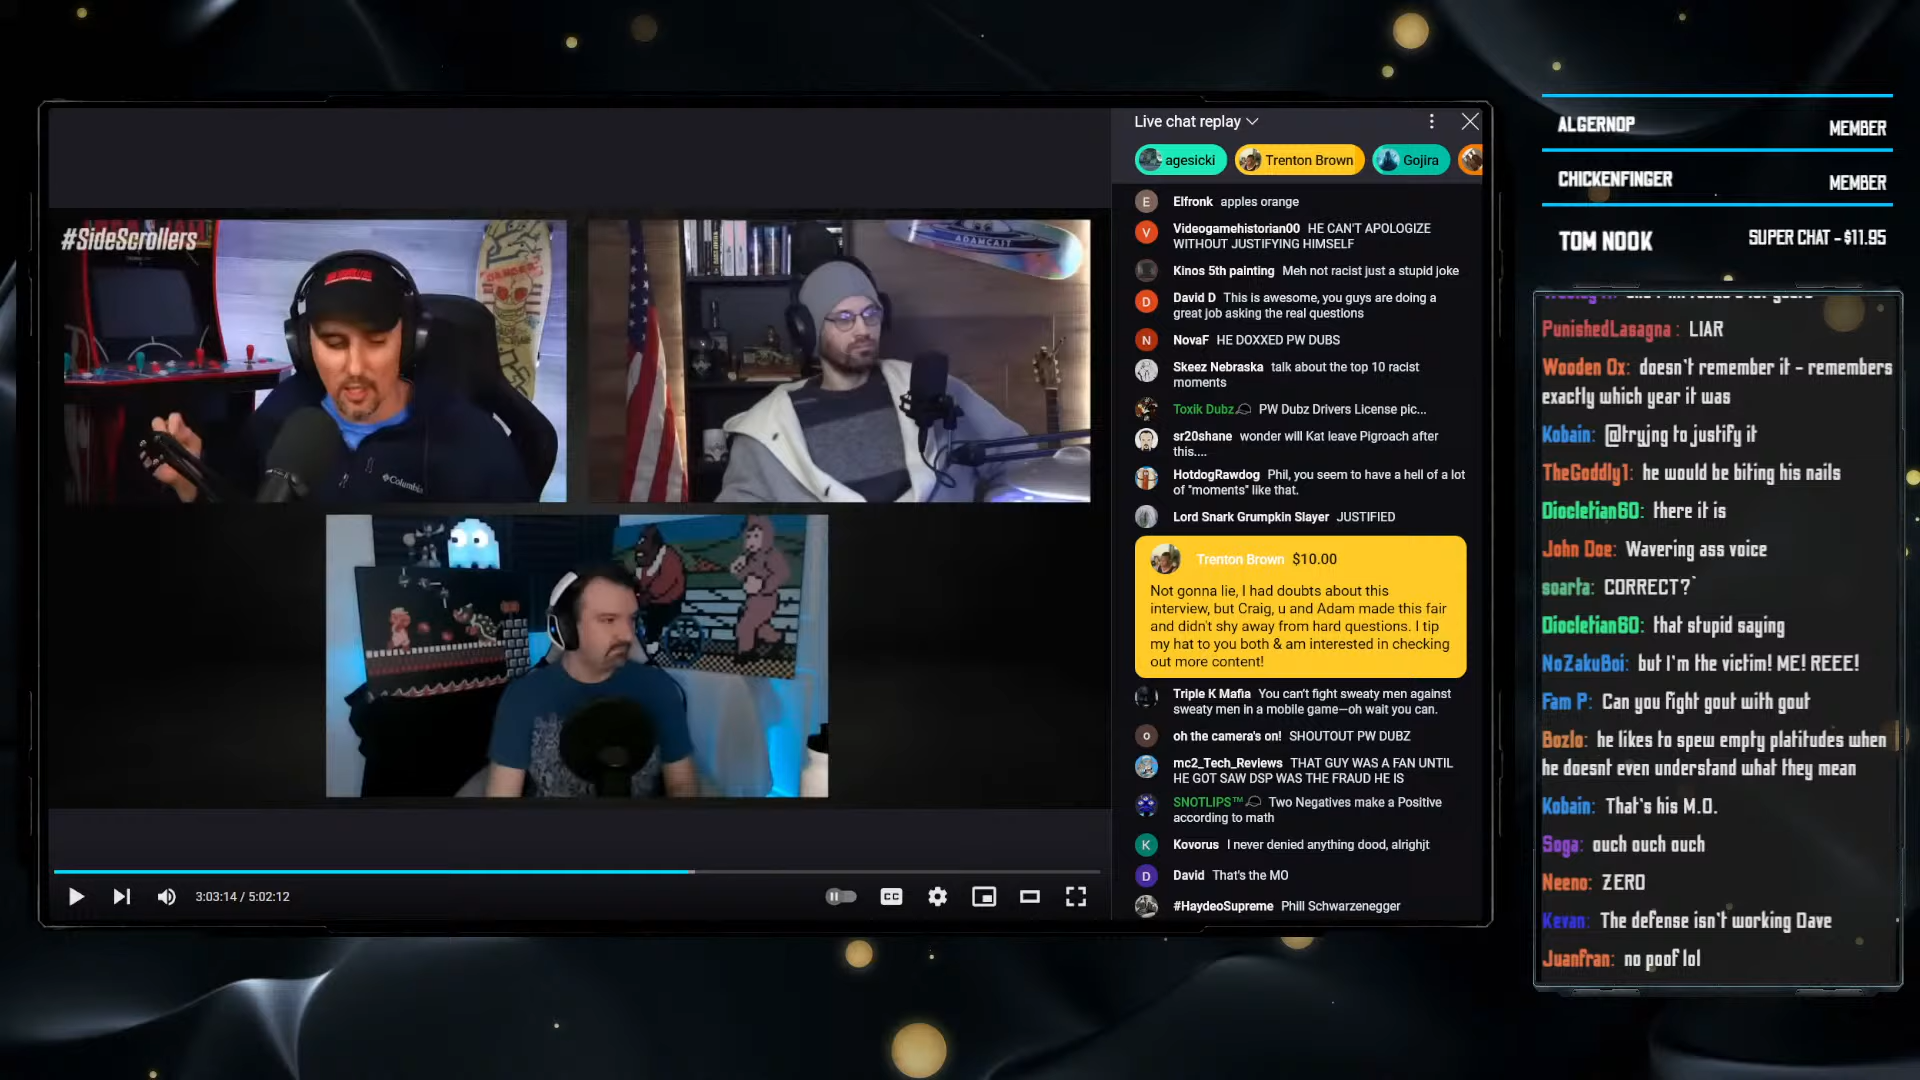 #SideScrollers
DANGER
ADAMCAST
Columbia
3:03:14 / 5:02:12
CC
Live chat replay
agesicki
Trenton Brown
Gojira
E Elfronk apples orange
V Videogamehistorian00 HE CAN'T APOLOGIZE
WITHOUT JUSTIFYING HIMSELF
Kinos 5th painting Meh not racist just a stupid joke
D David D This is awesome, you guys are doing a
great job asking the real questions
N NovaF HE DOXXED PW DUBS
Skeez Nebraska talk about the top 10 racist
moments
Toxik Dubz PW Dubz Drivers License pic...
sr20shane wonder will Kat leave Pigroach after
this....
HotdogRawdog Phil, you seem to have a hell of a lot
of "moments" like that.
Lord Snark Grumpkin Slayer JUSTIFIED
Trenton Brown $10.00
Not gonna lie, I had doubts about this
interview, but Craig, u and Adam made this fair
and didn't shy away from hard questions. I tip
my hat to you both & am interested in checking
out more content!
Triple K Mafia You can't fight sweaty men against
sweaty men in a mobile game—oh wait you can.
o oh the camera's on! SHOUTOUT PW DUBZ
mc2_Tech_Reviews THAT GUY WAS A FAN UNTIL
HE GOT SAW DSP WAS THE FRAUD HE IS
SNOTLIPS™ Two Negatives make a Positive
according to math
K Kovorus I never denied anything dood, alrighjt
D David That's the MO
#HaydeoSupreme Phill Schwarzenegger
ALGERNOP MEMBER
CHICKENFINGER MEMBER
TOM NOOK SUPER CHAT - $11.95
PunishedLasagna : LIAR
Wooden Ox: doesn't remember it - remembers
exactly which year it was
Kobain: @tryjng to justify it
TheGoddly1: he would be biting his nails
Diocletian60: there it is
John Doe: Wavering ass voice
soarta: CORRECT?`
Diocletian60: that stupid saying
NoZakuBoi: but I'm the victim! ME! REEE!
Fam P: Can you fight gout with gout
Bozlo: he likes to spew empty platitudes when
he doesnt even understand what they mean
Kobain: That's his M.O.
Soga: ouch ouch ouch
Neeno: ZERO
Kevan: The defense isn't working Dave
Juanfran: no poof lol